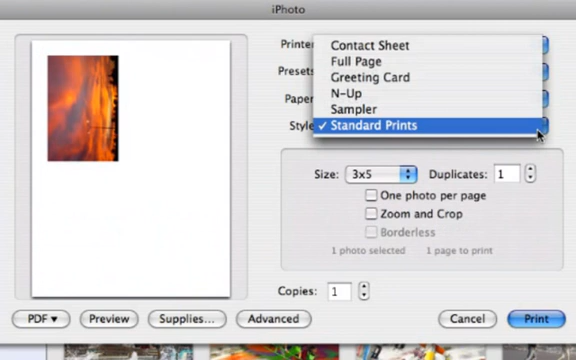 iPhoto
Printer
Contact Sheet
Full Page
Presets
Greeting Card
N-Up
Paper
Sampler
Style
✓ Standard Prints
Size: 3x5 Duplicates: 1
One photo per page
Zoom and Crop
Borderless
1 photo selected 1 page to print
Copies: 1
PDF ▾ Preview Supplies... Advanced Cancel Print